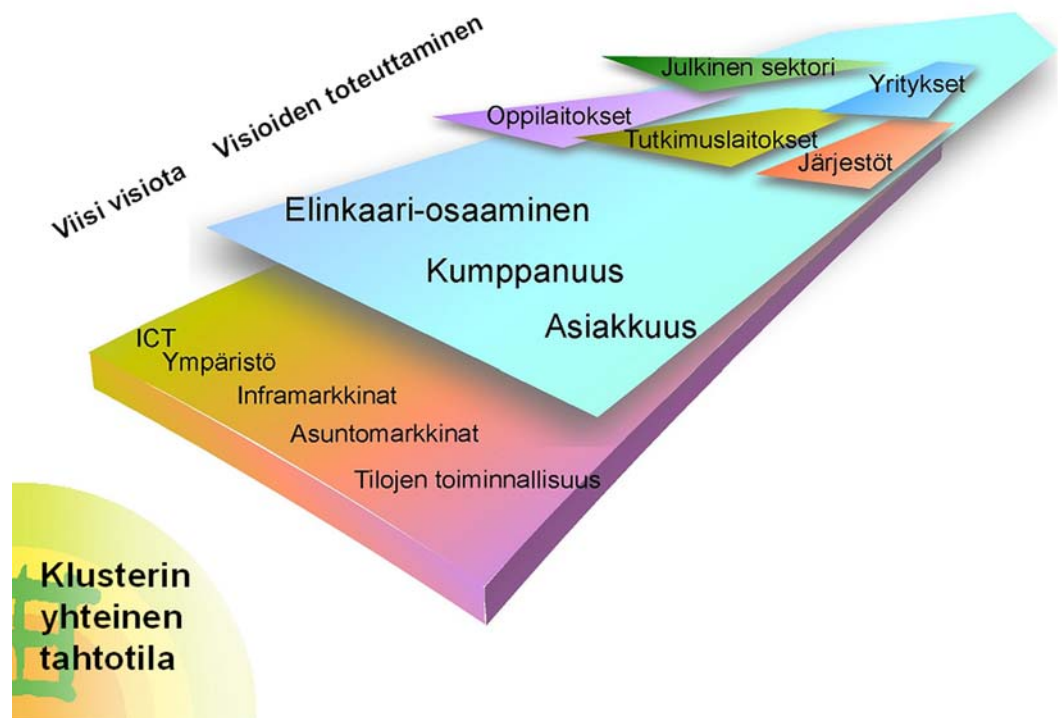 Viisi visiota
Visioiden toteuttaminen
Julkinen sektori
Yritykset
Oppilaitokset
Tutkimuslaitokset
Järjestöt
Elinkaari-osaaminen
Kumppanuus
Asiakkuus
ICT
Ympäristö
Inframarkkinat
Asuntomarkkinat
Tilojen toiminnallisuus
Klusterin
yhteinen
tahtotila